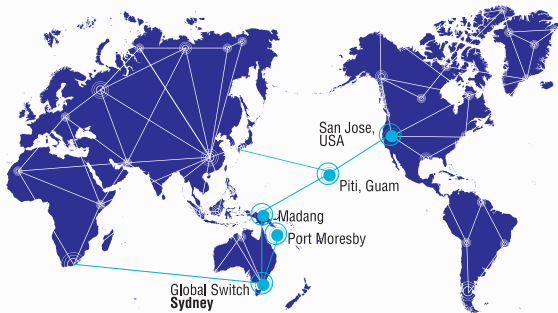 San Jose,
USA
Piti, Guam
Madang
Port Moresby
Global Switch
Sydney